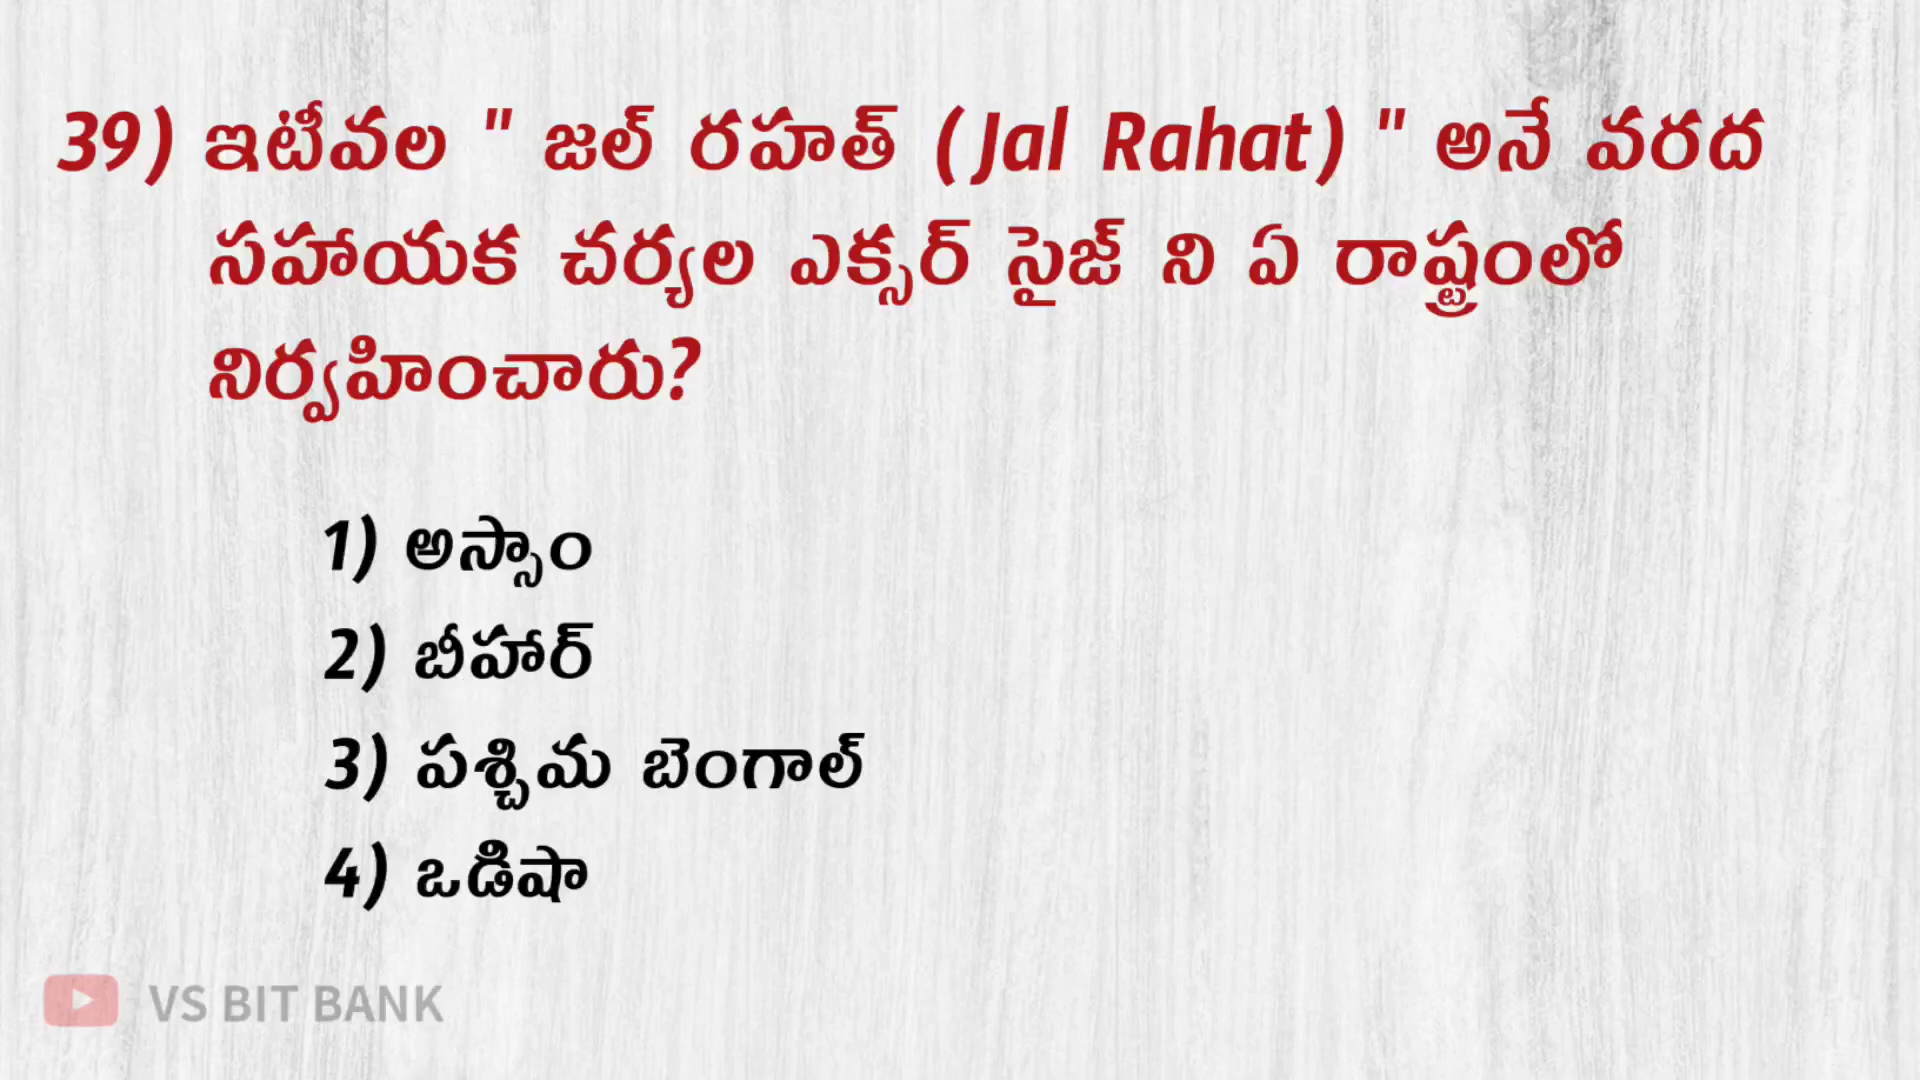 39) ఇటీవల " జల్ రహత్ (Jal Rahat) " అనే వరద
సహాయక చర్యల ఎక్సర్ సైజ్ ని ఏ రాష్ట్రంలో
నిర్వహించారు?
1) అస్సాం
2) బీహార్
3) పశ్చిమ బెంగాల్
4) ఒడిషా
VS BIT BANK